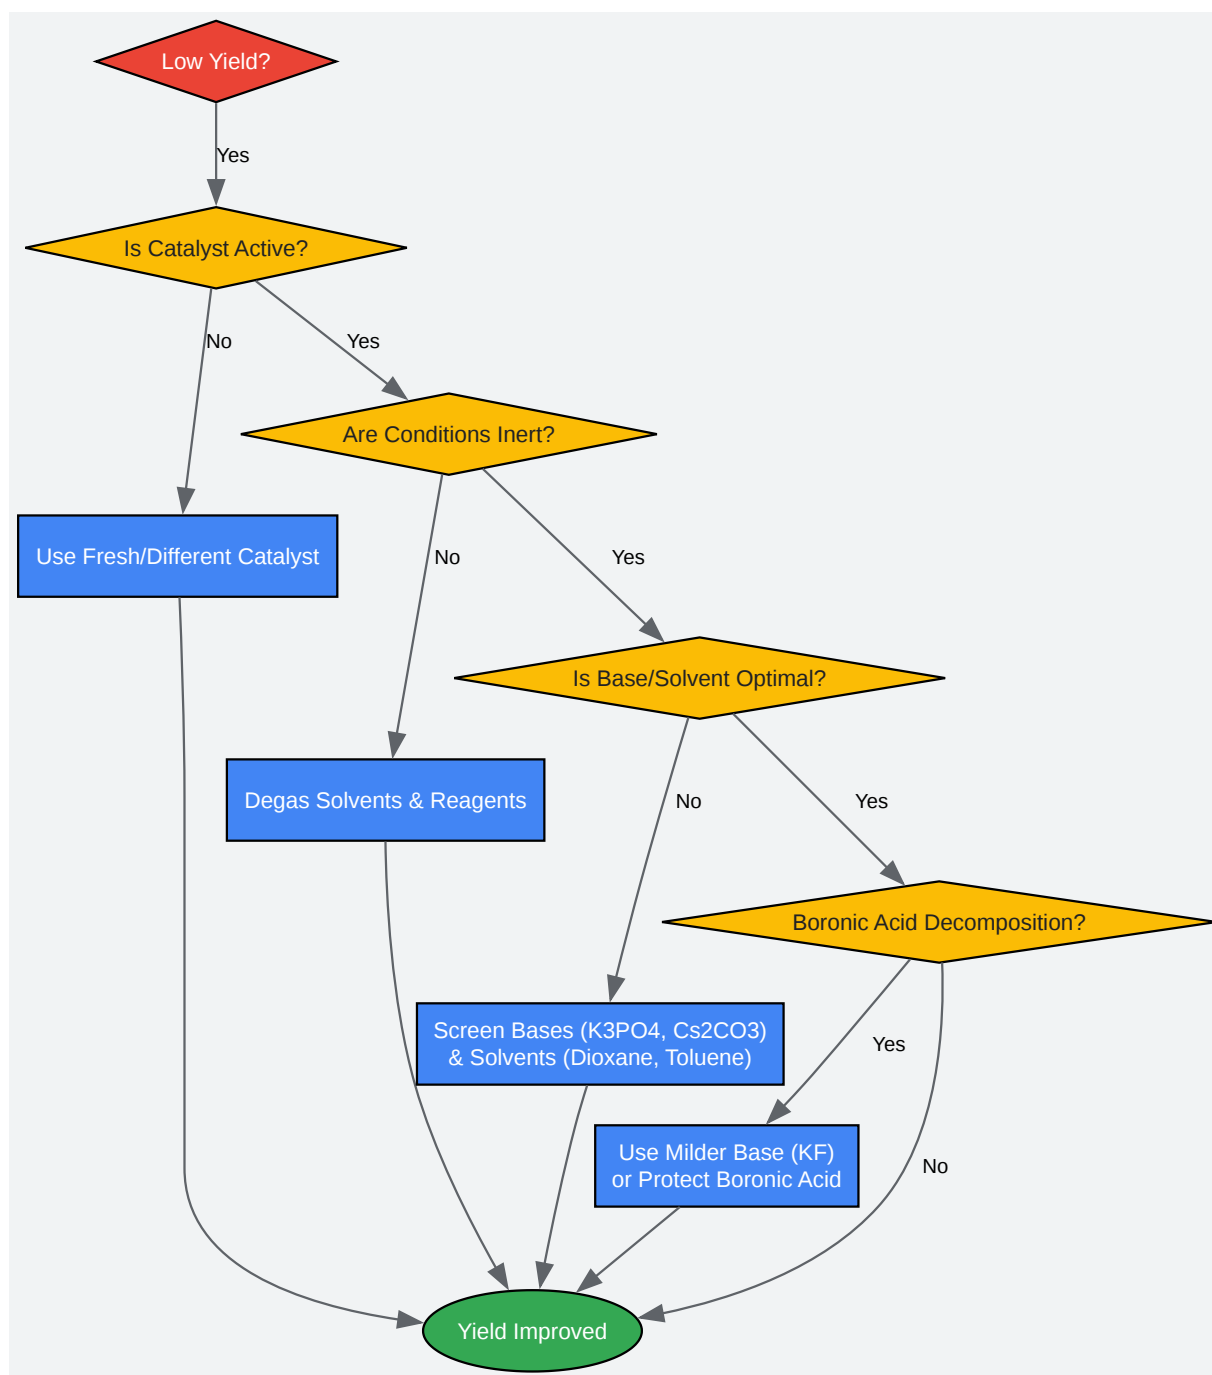 Low Yield?
Yes
Is Catalyst Active?
No
Yes
Are Conditions Inert?
Use Fresh/Different Catalyst
No
Yes
Is Base/Solvent Optimal?
Degas Solvents & Reagents
No
Yes
Boronic Acid Decomposition?
Screen Bases (K3PO4, Cs2CO3)
& Solvents (Dioxane, Toluene)
Yes
Use Milder Base (KF)
or Protect Boronic Acid
No
Yield Improved